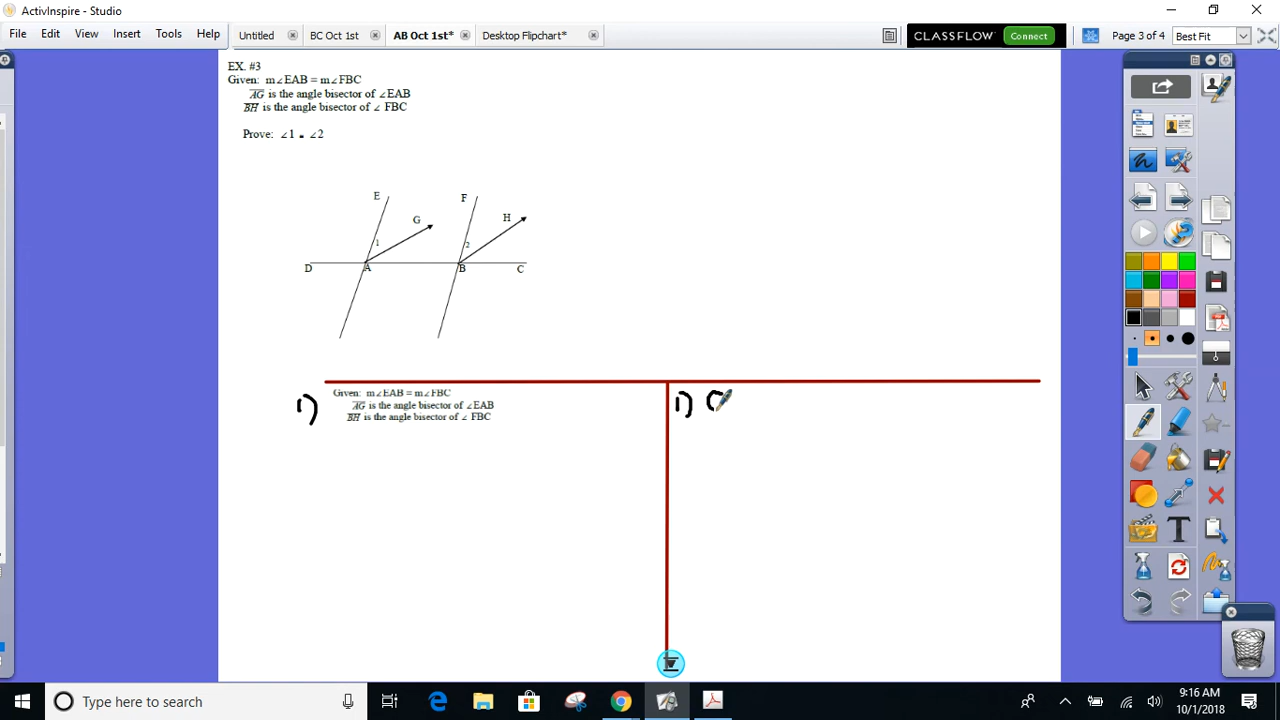 ActivInspire - Studio
File Edit View Insert Tools Help
Untitled BC Oct 1st AB Oct 1st* Desktop Flipchart*
CLASSFLOW Connect
Page 3 of 4 Best Fit
EX. #3
Given: m∠EAB = m∠FBC
AG is the angle bisector of ∠EAB
BH is the angle bisector of ∠ FBC
Prove: ∠1 = ∠2
E F
G H
1 2
D A B C
1) Given: m∠EAB = m∠FBC
AG is the angle bisector of ∠EAB
BH is the angle bisector of ∠ FBC
1)
Type here to search
9:16 AM
10/1/2018